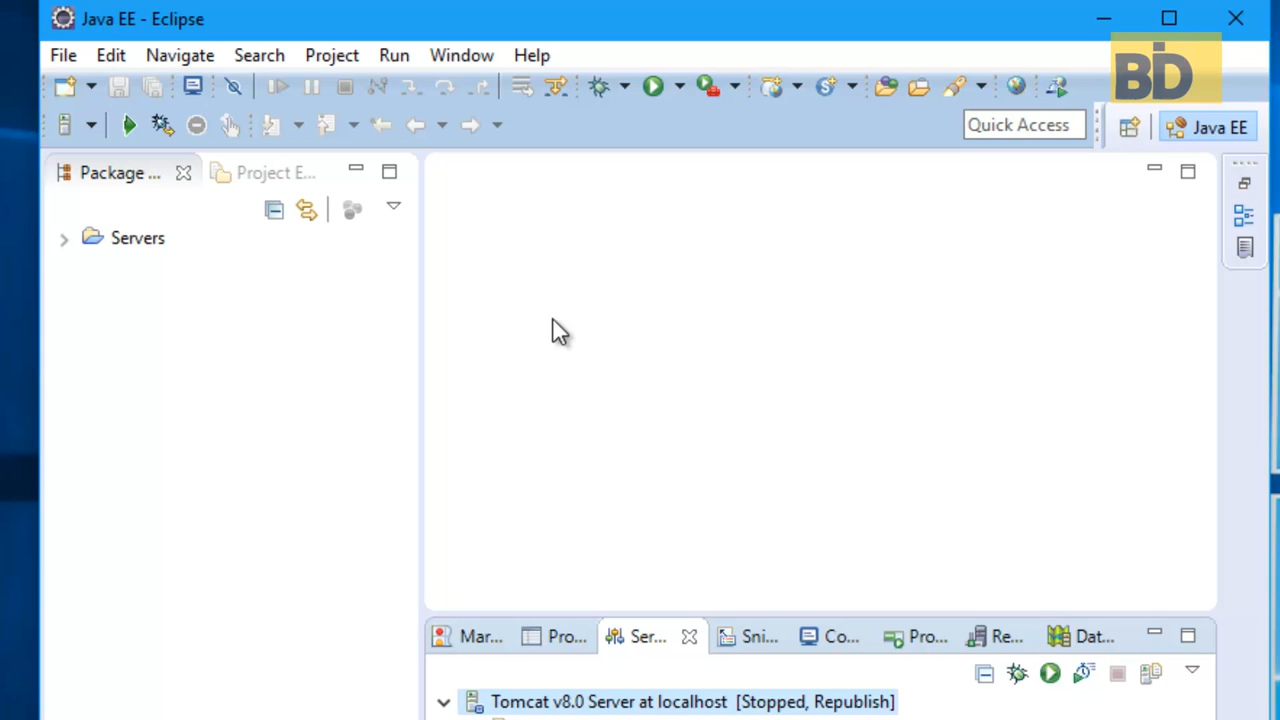 Java EE - Eclipse
File Edit Navigate Search Project Run Window Help
BD
Quick Access
Java EE
Package ...
Project E...
Servers
Mar... Pro... Ser... Sni... Co... Pro... Re... Dat...
Tomcat v8.0 Server at localhost [Stopped, Republish]